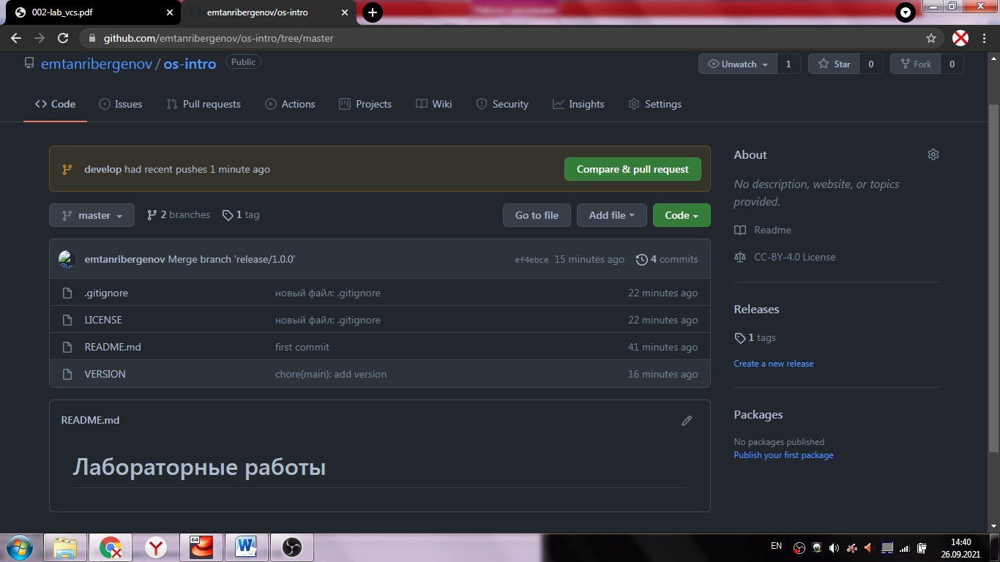 002-lab_vcs.pdf
emtanribergenov/os-intro
github.com/emtanribergenov/os-intro/tree/master
emtanribergenov / os-intro
Public
Unwatch 1
Star 0
Fork 0
Code
Issues
Pull requests
Actions
Projects
Wiki
Security
Insights
Settings
develop had recent pushes 1 minute ago
Compare & pull request
master
2 branches
1 tag
Go to file
Add file
Code
emtanribergenov Merge branch 'release/1.0.0'
ef4ebce 15 minutes ago
4 commits
.gitignore новый файл: .gitignore 22 minutes ago
LICENSE новый файл: .gitignore 22 minutes ago
README.md first commit 41 minutes ago
VERSION chore(main): add version 16 minutes ago
README.md
Лабораторные работы
About
No description, website, or topics
provided.
Readme
CC-BY-4.0 License
Releases
1 tags
Create a new release
Packages
No packages published
Publish your first package
64
EN
14:40
26.09.2021